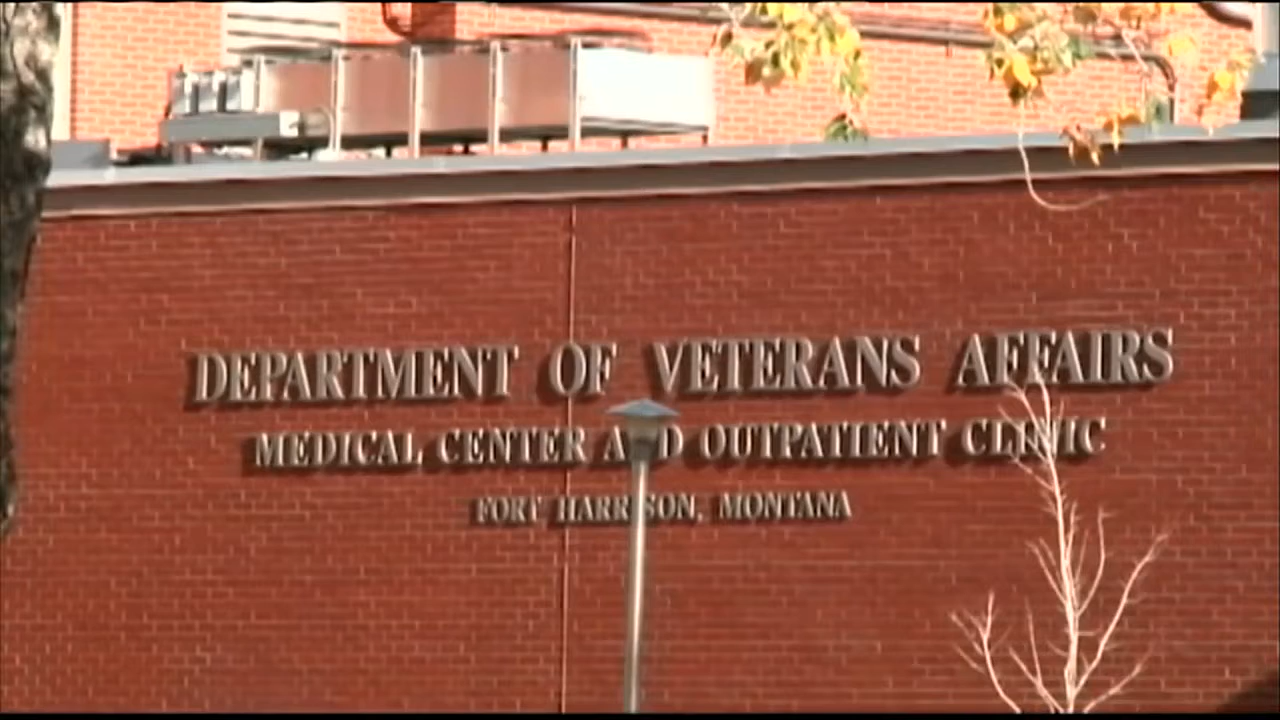 DEPARTMENT OF VETERANS AFFAIRS
MEDICAL CENTER AND OUTPATIENT CLINIC
FORT HARRISON, MONTANA